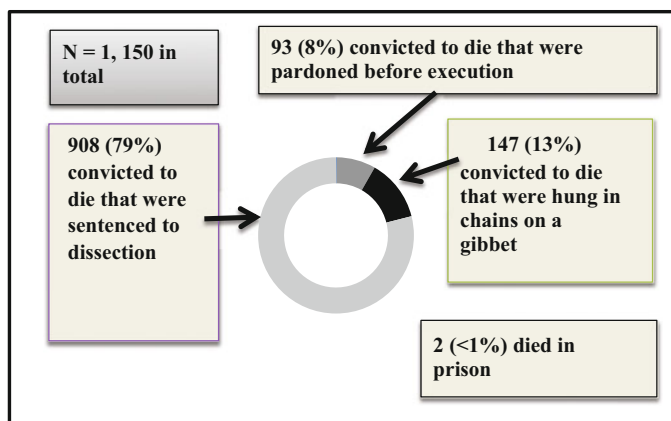 N = 1, 150 in
total
93 (8%) convicted to die that were
pardoned before execution
908 (79%)
convicted to
die that were
sentenced to
dissection
147 (13%)
convicted to die
that were hung in
chains on a
gibbet
2 (<1%) died in
prison